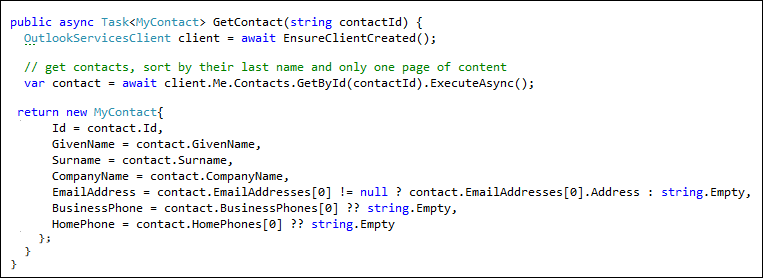 public async Task<MyContact> GetContact(string contactId) {
  OutlookServicesClient client = await EnsureClientCreated();

  // get contacts, sort by their last name and only one page of content
  var contact = await client.Me.Contacts.GetById(contactId).ExecuteAsync();

 return new MyContact{
      Id = contact.Id,
      GivenName = contact.GivenName,
      Surname = contact.Surname,
      CompanyName = contact.CompanyName,
      EmailAddress = contact.EmailAddresses[0] != null ? contact.EmailAddresses[0].Address : string.Empty,
      BusinessPhone = contact.BusinessPhones[0] ?? string.Empty,
      HomePhone = contact.HomePhones[0] ?? string.Empty
    };
  }
}